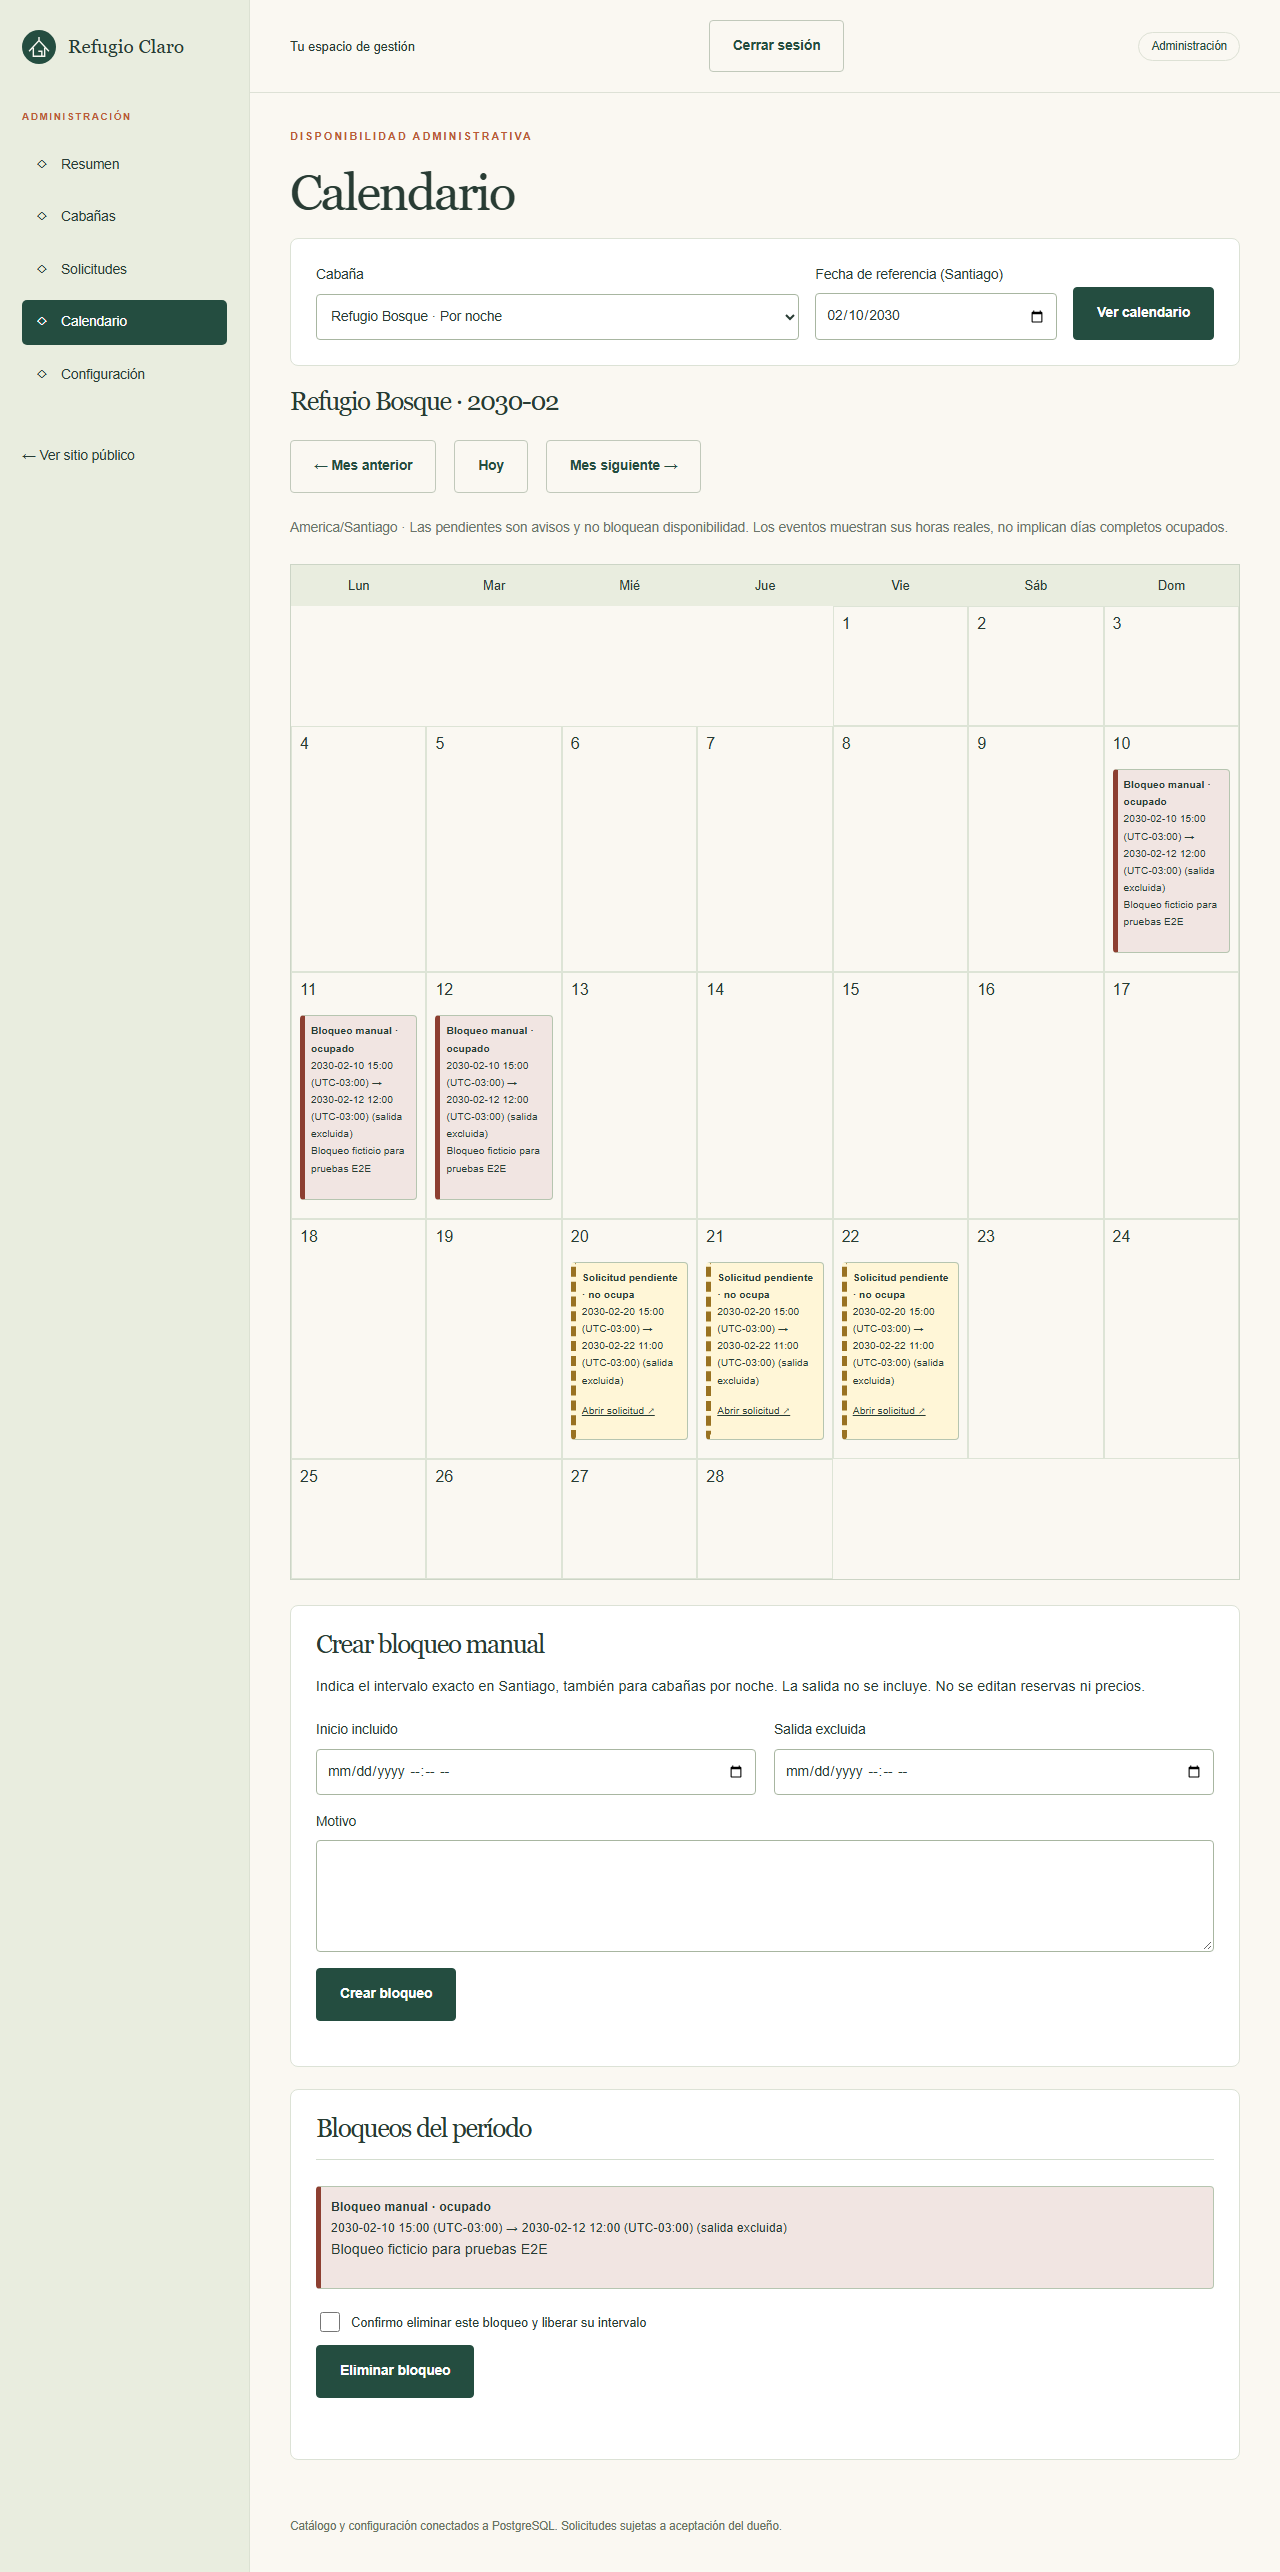 Refugio Claro
Tu espacio de gestión
Cerrar sesión
Administración
ADMINISTRACIÓN
Resumen
Cabañas
Solicitudes
Calendario
Configuración
← Ver sitio público
DISPONIBILIDAD ADMINISTRATIVA
Calendario
Cabaña
Fecha de referencia (Santiago)
Refugio Bosque · Por noche
02/10/2030
Ver calendario
Refugio Bosque · 2030-02
← Mes anterior
Hoy
Mes siguiente →
America/Santiago · Las pendientes son avisos y no bloquean disponibilidad. Los eventos muestran sus horas reales, no implican días completos ocupados.
Lun Mar Mié Jue Vie Sáb Dom
1 2 3
4 5 6 7 8 9 10
Bloqueo manual ·
ocupado
2030-02-10 15:00
(UTC-03:00) →
2030-02-12 12:00
(UTC-03:00) (salida
excluida)
Bloqueo ficticio para
pruebas E2E
11 12 13 14 15 16 17
Bloqueo manual ·
ocupado
2030-02-10 15:00
(UTC-03:00) →
2030-02-12 12:00
(UTC-03:00) (salida
excluida)
Bloqueo ficticio para
pruebas E2E
Bloqueo manual ·
ocupado
2030-02-10 15:00
(UTC-03:00) →
2030-02-12 12:00
(UTC-03:00) (salida
excluida)
Bloqueo ficticio para
pruebas E2E
18 19 20 21 22 23 24
Solicitud pendiente
· no ocupa
2030-02-20 15:00
(UTC-03:00) →
2030-02-22 11:00
(UTC-03:00) (salida
excluida)
Abrir solicitud ↗
Solicitud pendiente
· no ocupa
2030-02-20 15:00
(UTC-03:00) →
2030-02-22 11:00
(UTC-03:00) (salida
excluida)
Abrir solicitud ↗
Solicitud pendiente
· no ocupa
2030-02-20 15:00
(UTC-03:00) →
2030-02-22 11:00
(UTC-03:00) (salida
excluida)
Abrir solicitud ↗
25 26 27 28
Crear bloqueo manual
Indica el intervalo exacto en Santiago, también para cabañas por noche. La salida no se incluye. No se editan reservas ni precios.
Inicio incluido
Salida excluida
mm/dd/yyyy --:-- --
mm/dd/yyyy --:-- --
Motivo
Crear bloqueo
Bloqueos del período
Bloqueo manual · ocupado
2030-02-10 15:00 (UTC-03:00) → 2030-02-12 12:00 (UTC-03:00) (salida excluida)
Bloqueo ficticio para pruebas E2E
Confirmo eliminar este bloqueo y liberar su intervalo
Eliminar bloqueo
Catálogo y configuración conectados a PostgreSQL. Solicitudes sujetas a aceptación del dueño.